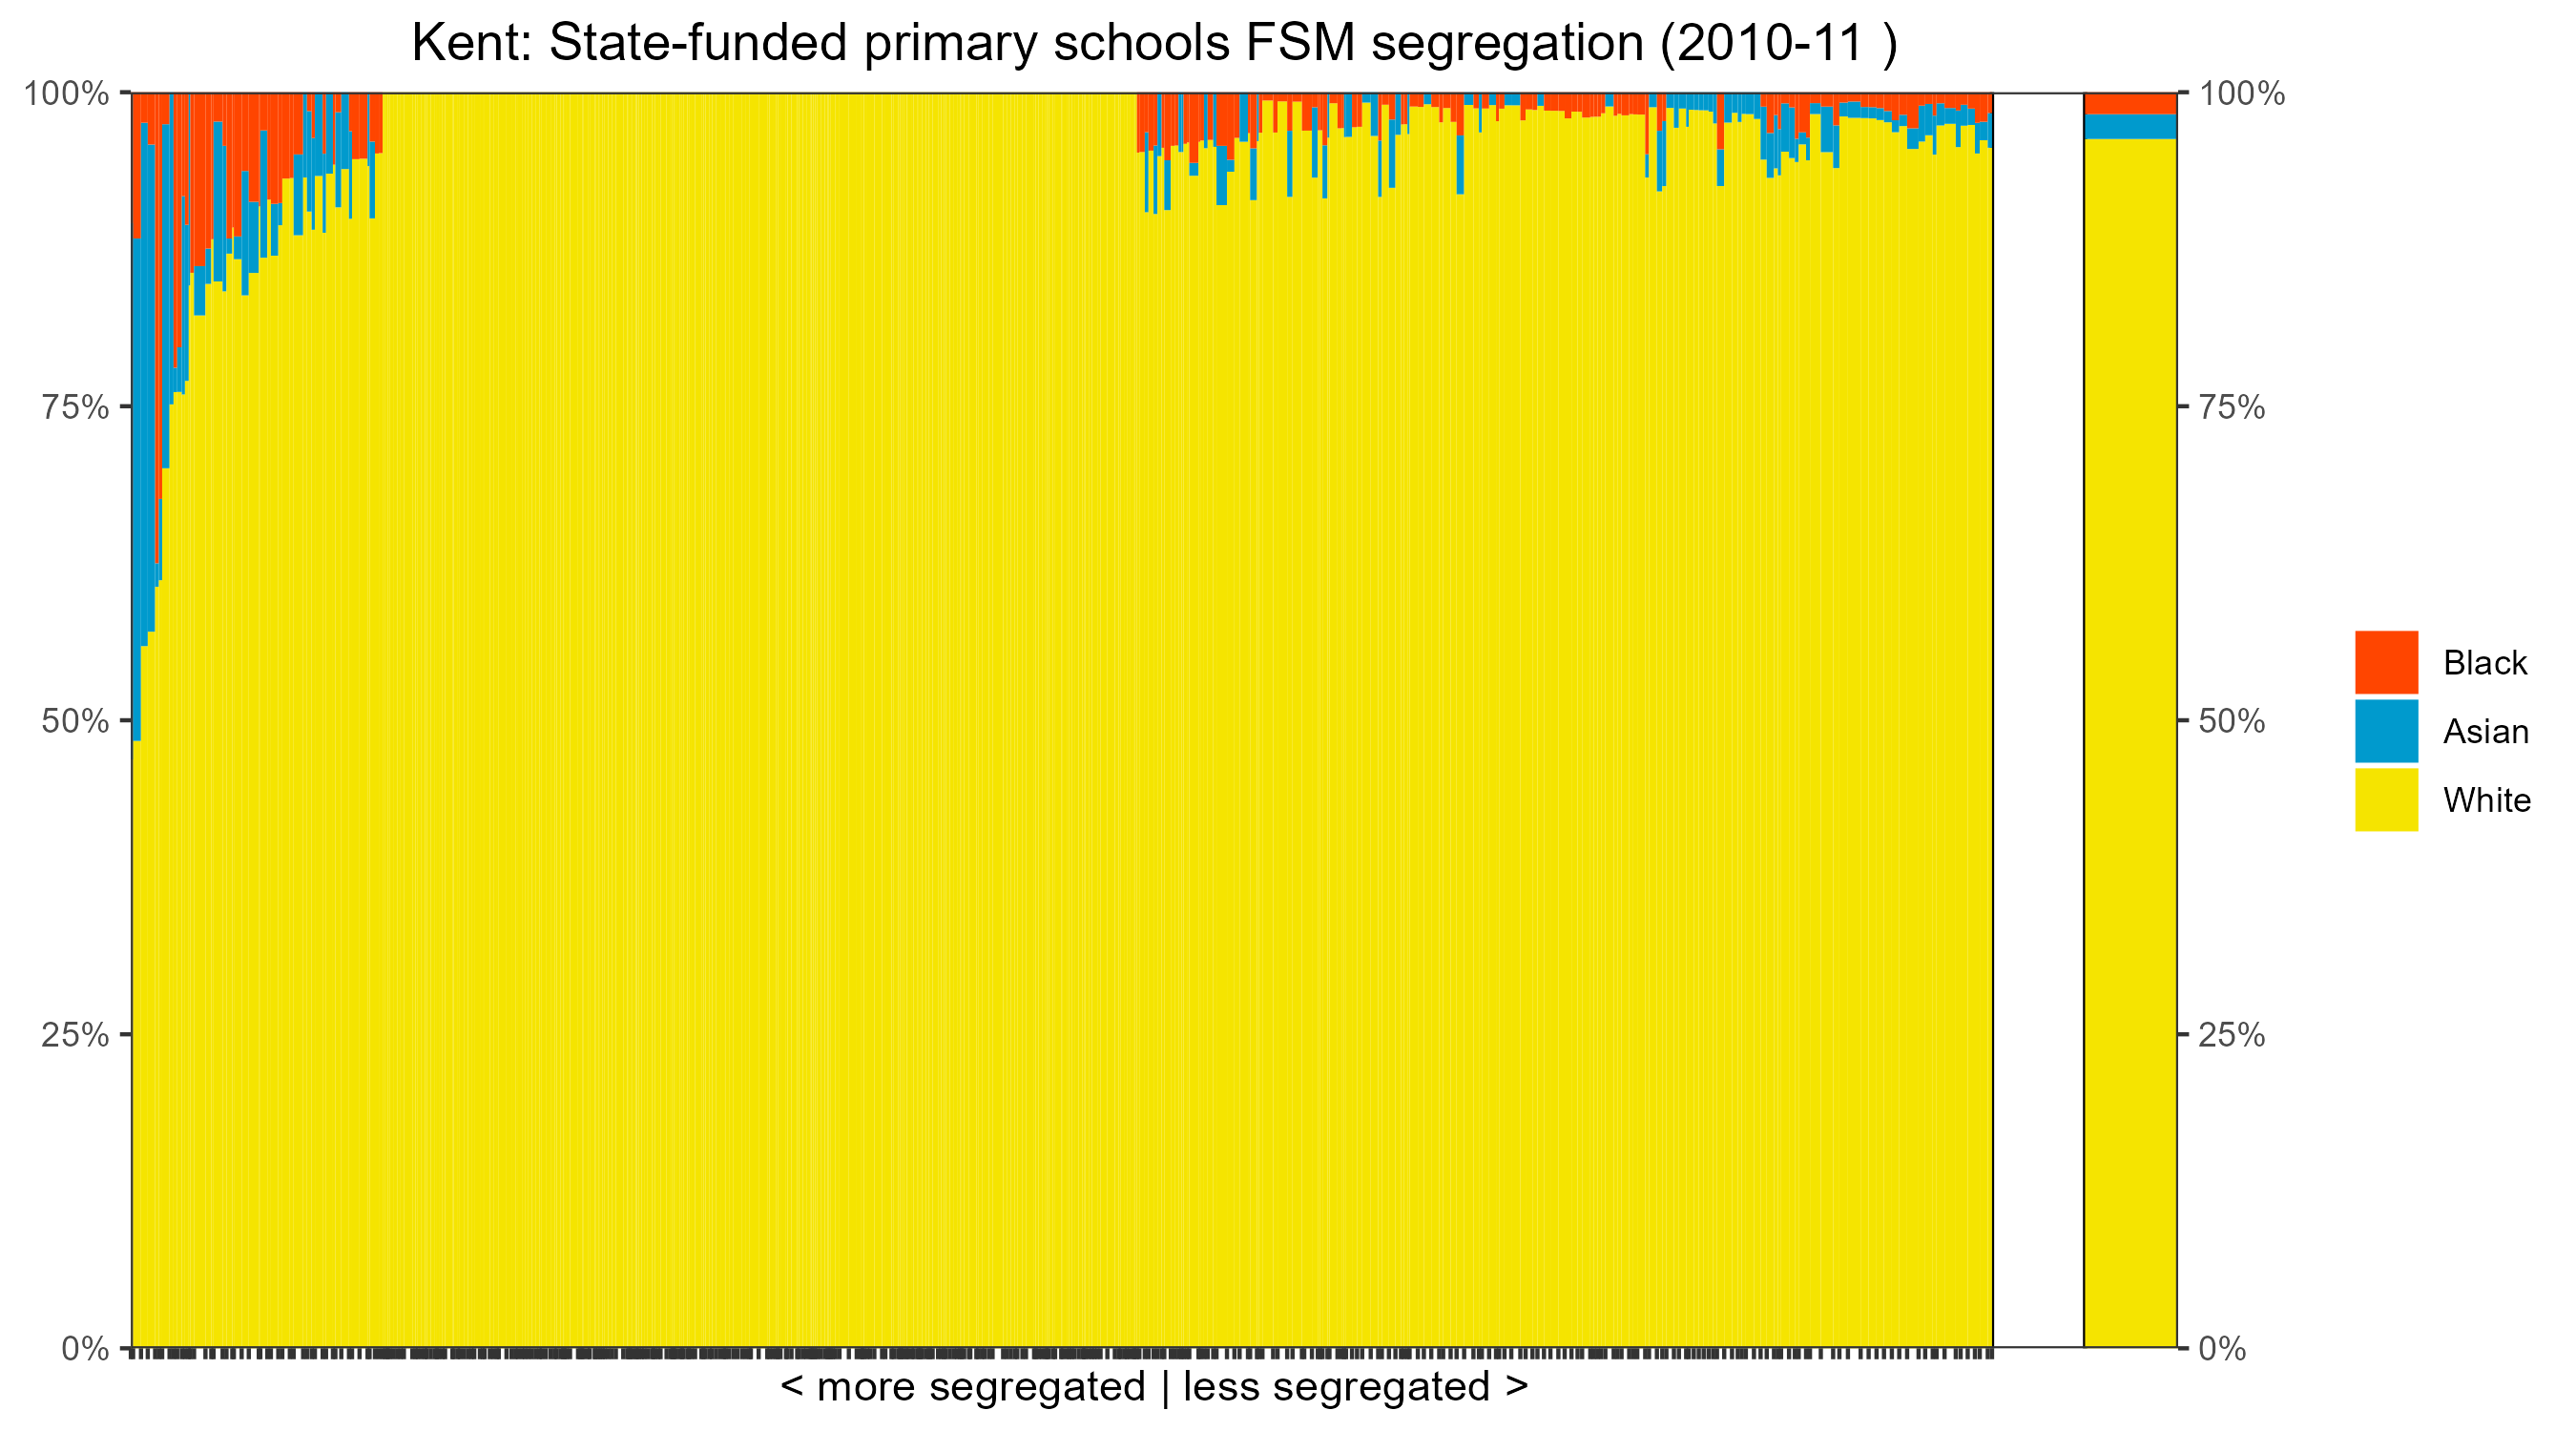 Kent: State-funded primary schools FSM segregation (2010-11 )
100%
75%
50%
25%
0%
100%
75%
50%
25%
0%
Black
Asian
White
< more segregated | less segregated >